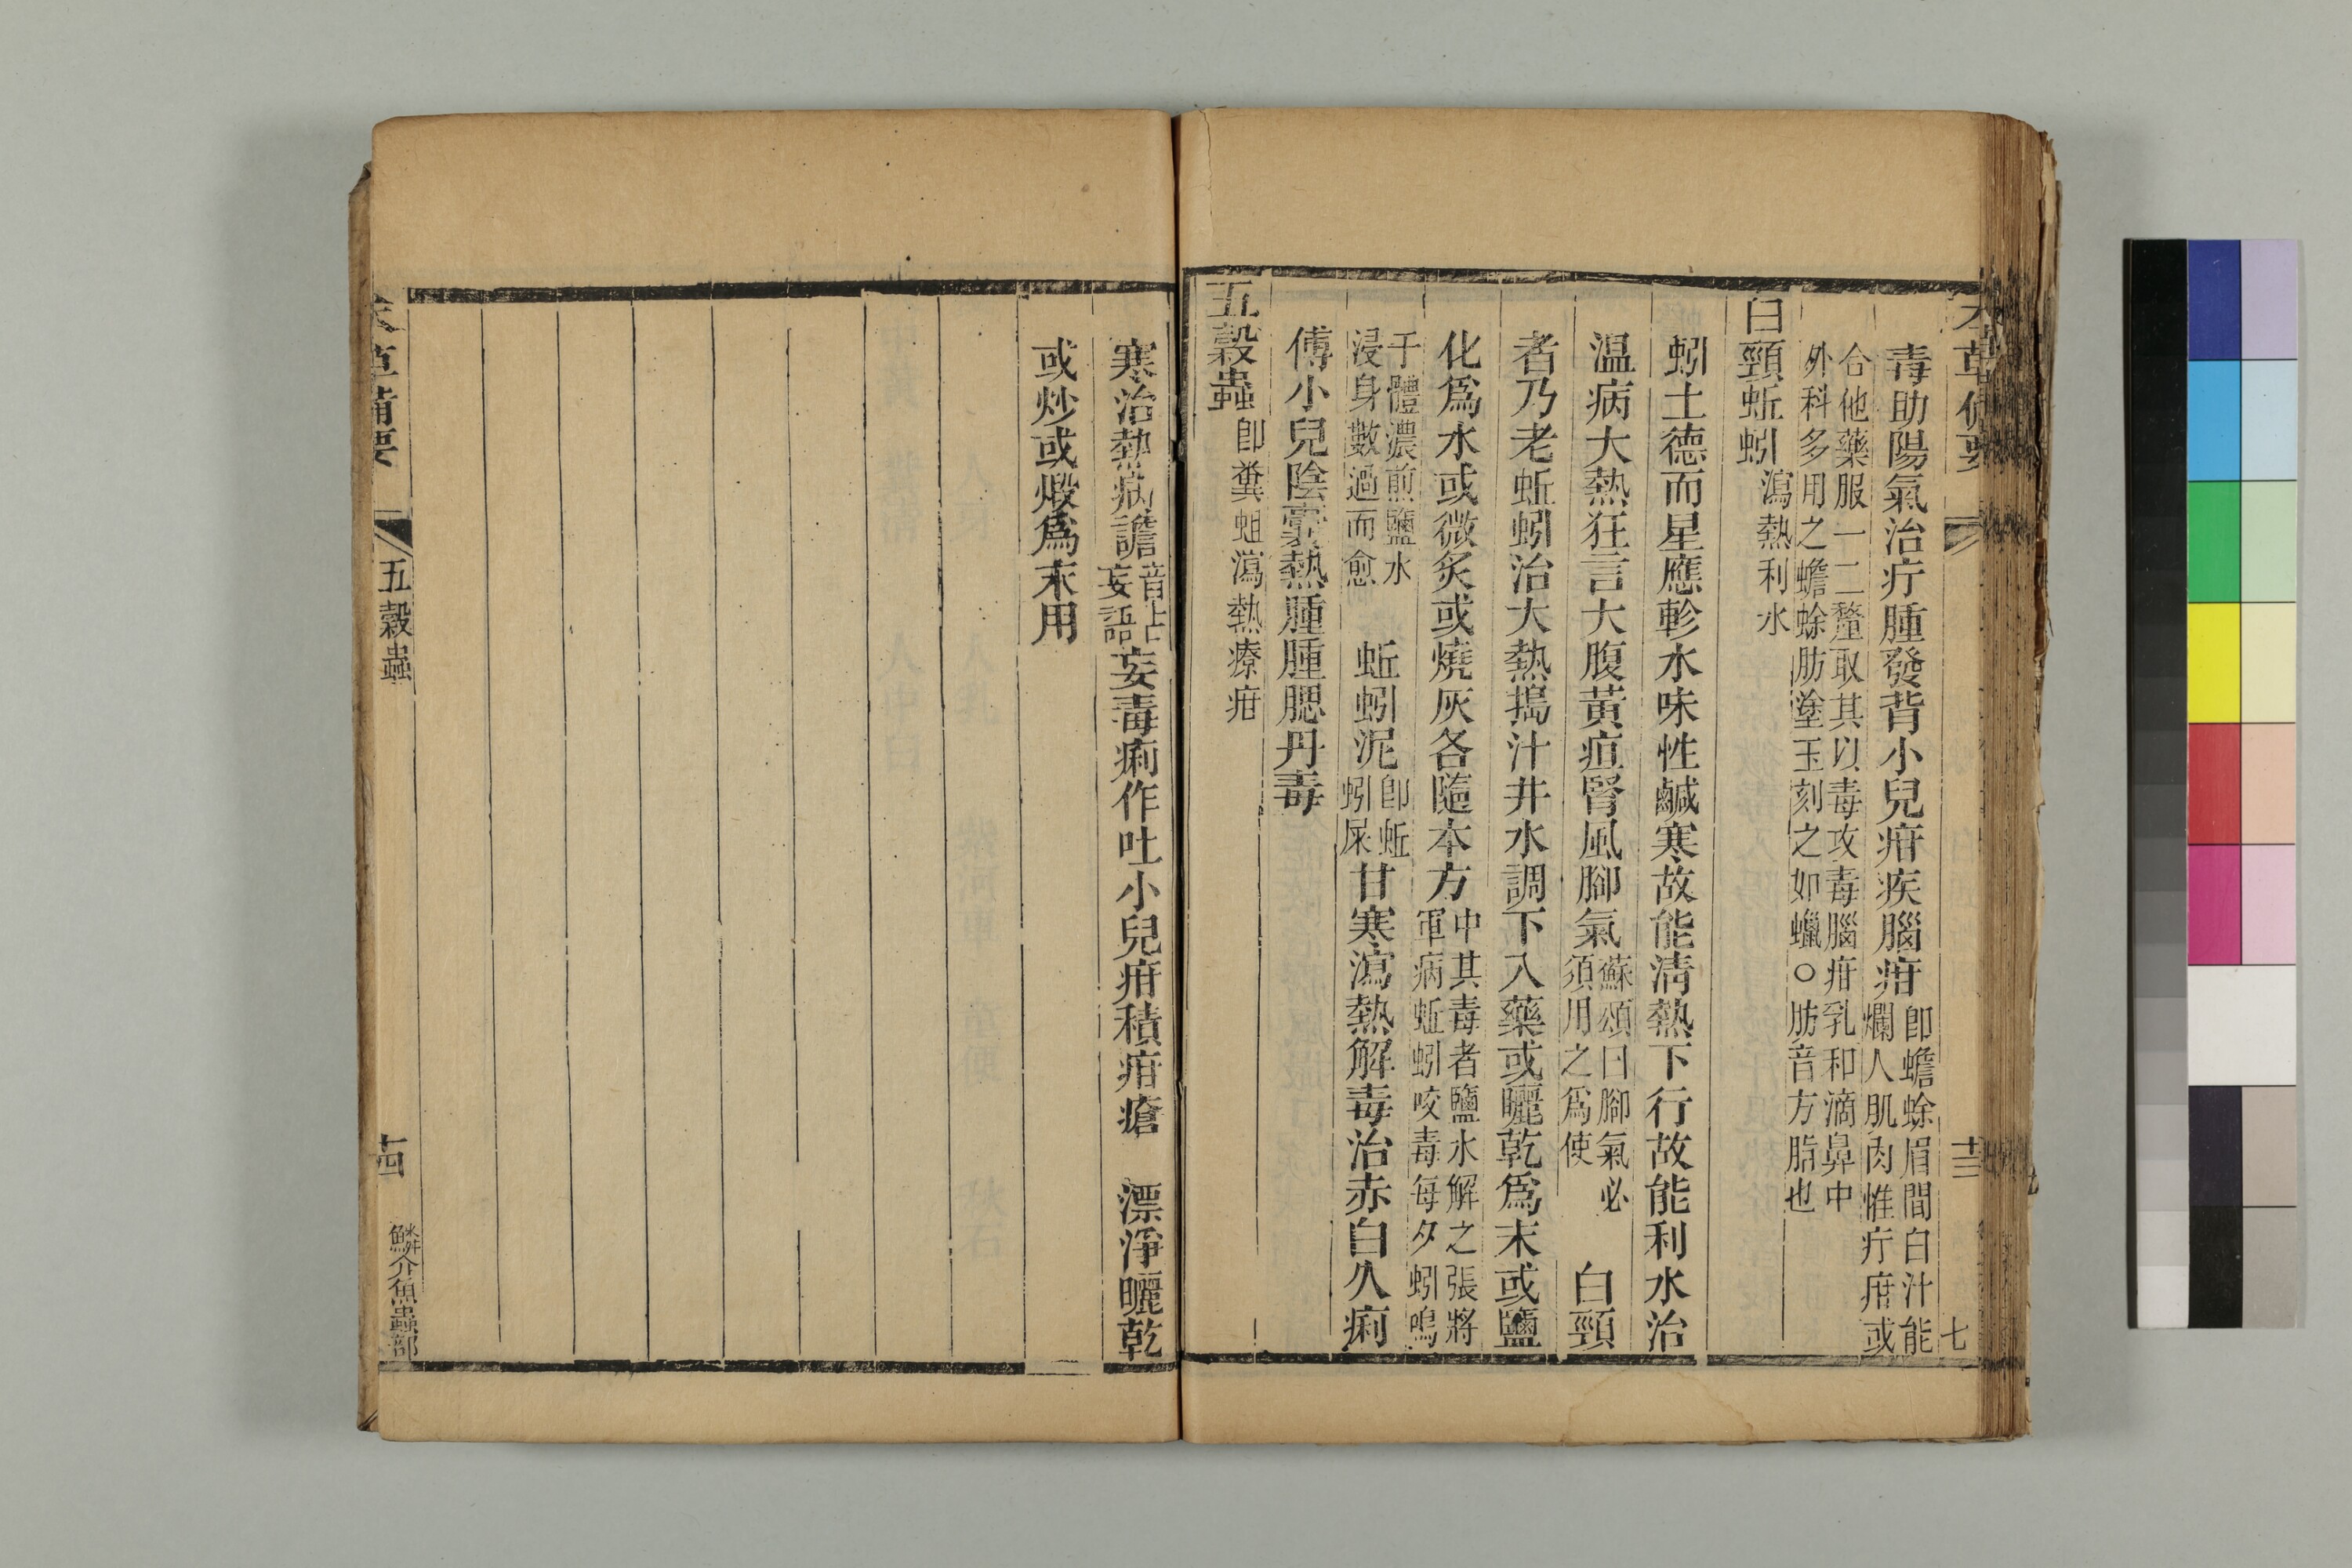 本草備要
十三
七
毒助陽氣治疔腫發背小兒疳疾腦疳卽蟾蜍眉間白汁能爛人肌肉惟疔疳或
合他藥服一二釐取其以毒攻毒腦疳乳和滴鼻中
外科多用之蟾蜍肪塗玉刻之如蠟○肪音方脂也
白頸蚯蚓瀉熱利水
蚓土德而星應軫水味性鹹寒故能清熱下行故能利水治
温病大熱狂言大腹黃疸腎風腳氣蘇頌曰腳氣必須用之爲使 白頸
者乃老蚯蚓治大熱搗汁井水調下入藥或曬乾爲末或鹽
化爲水或微炙或燒灰各隨本方中其毒者鹽水解之張將軍病蚯蚓咬毒每夕蚓鳴
于體濃煎鹽水浸身數過而愈 蚯蚓泥卽蚯蚓屎甘寒瀉熱解毒治赤白久痢
傅小兒陰囊熱腫腫腮丹毒
五穀蟲卽糞蛆瀉熱療疳
寒治熱病譫音占妄語妄毒痢作吐小兒疳積疳瘡 漂淨曬乾
或炒或煅爲末用
本草備要
五穀蟲
十四
鱗介魚蟲部